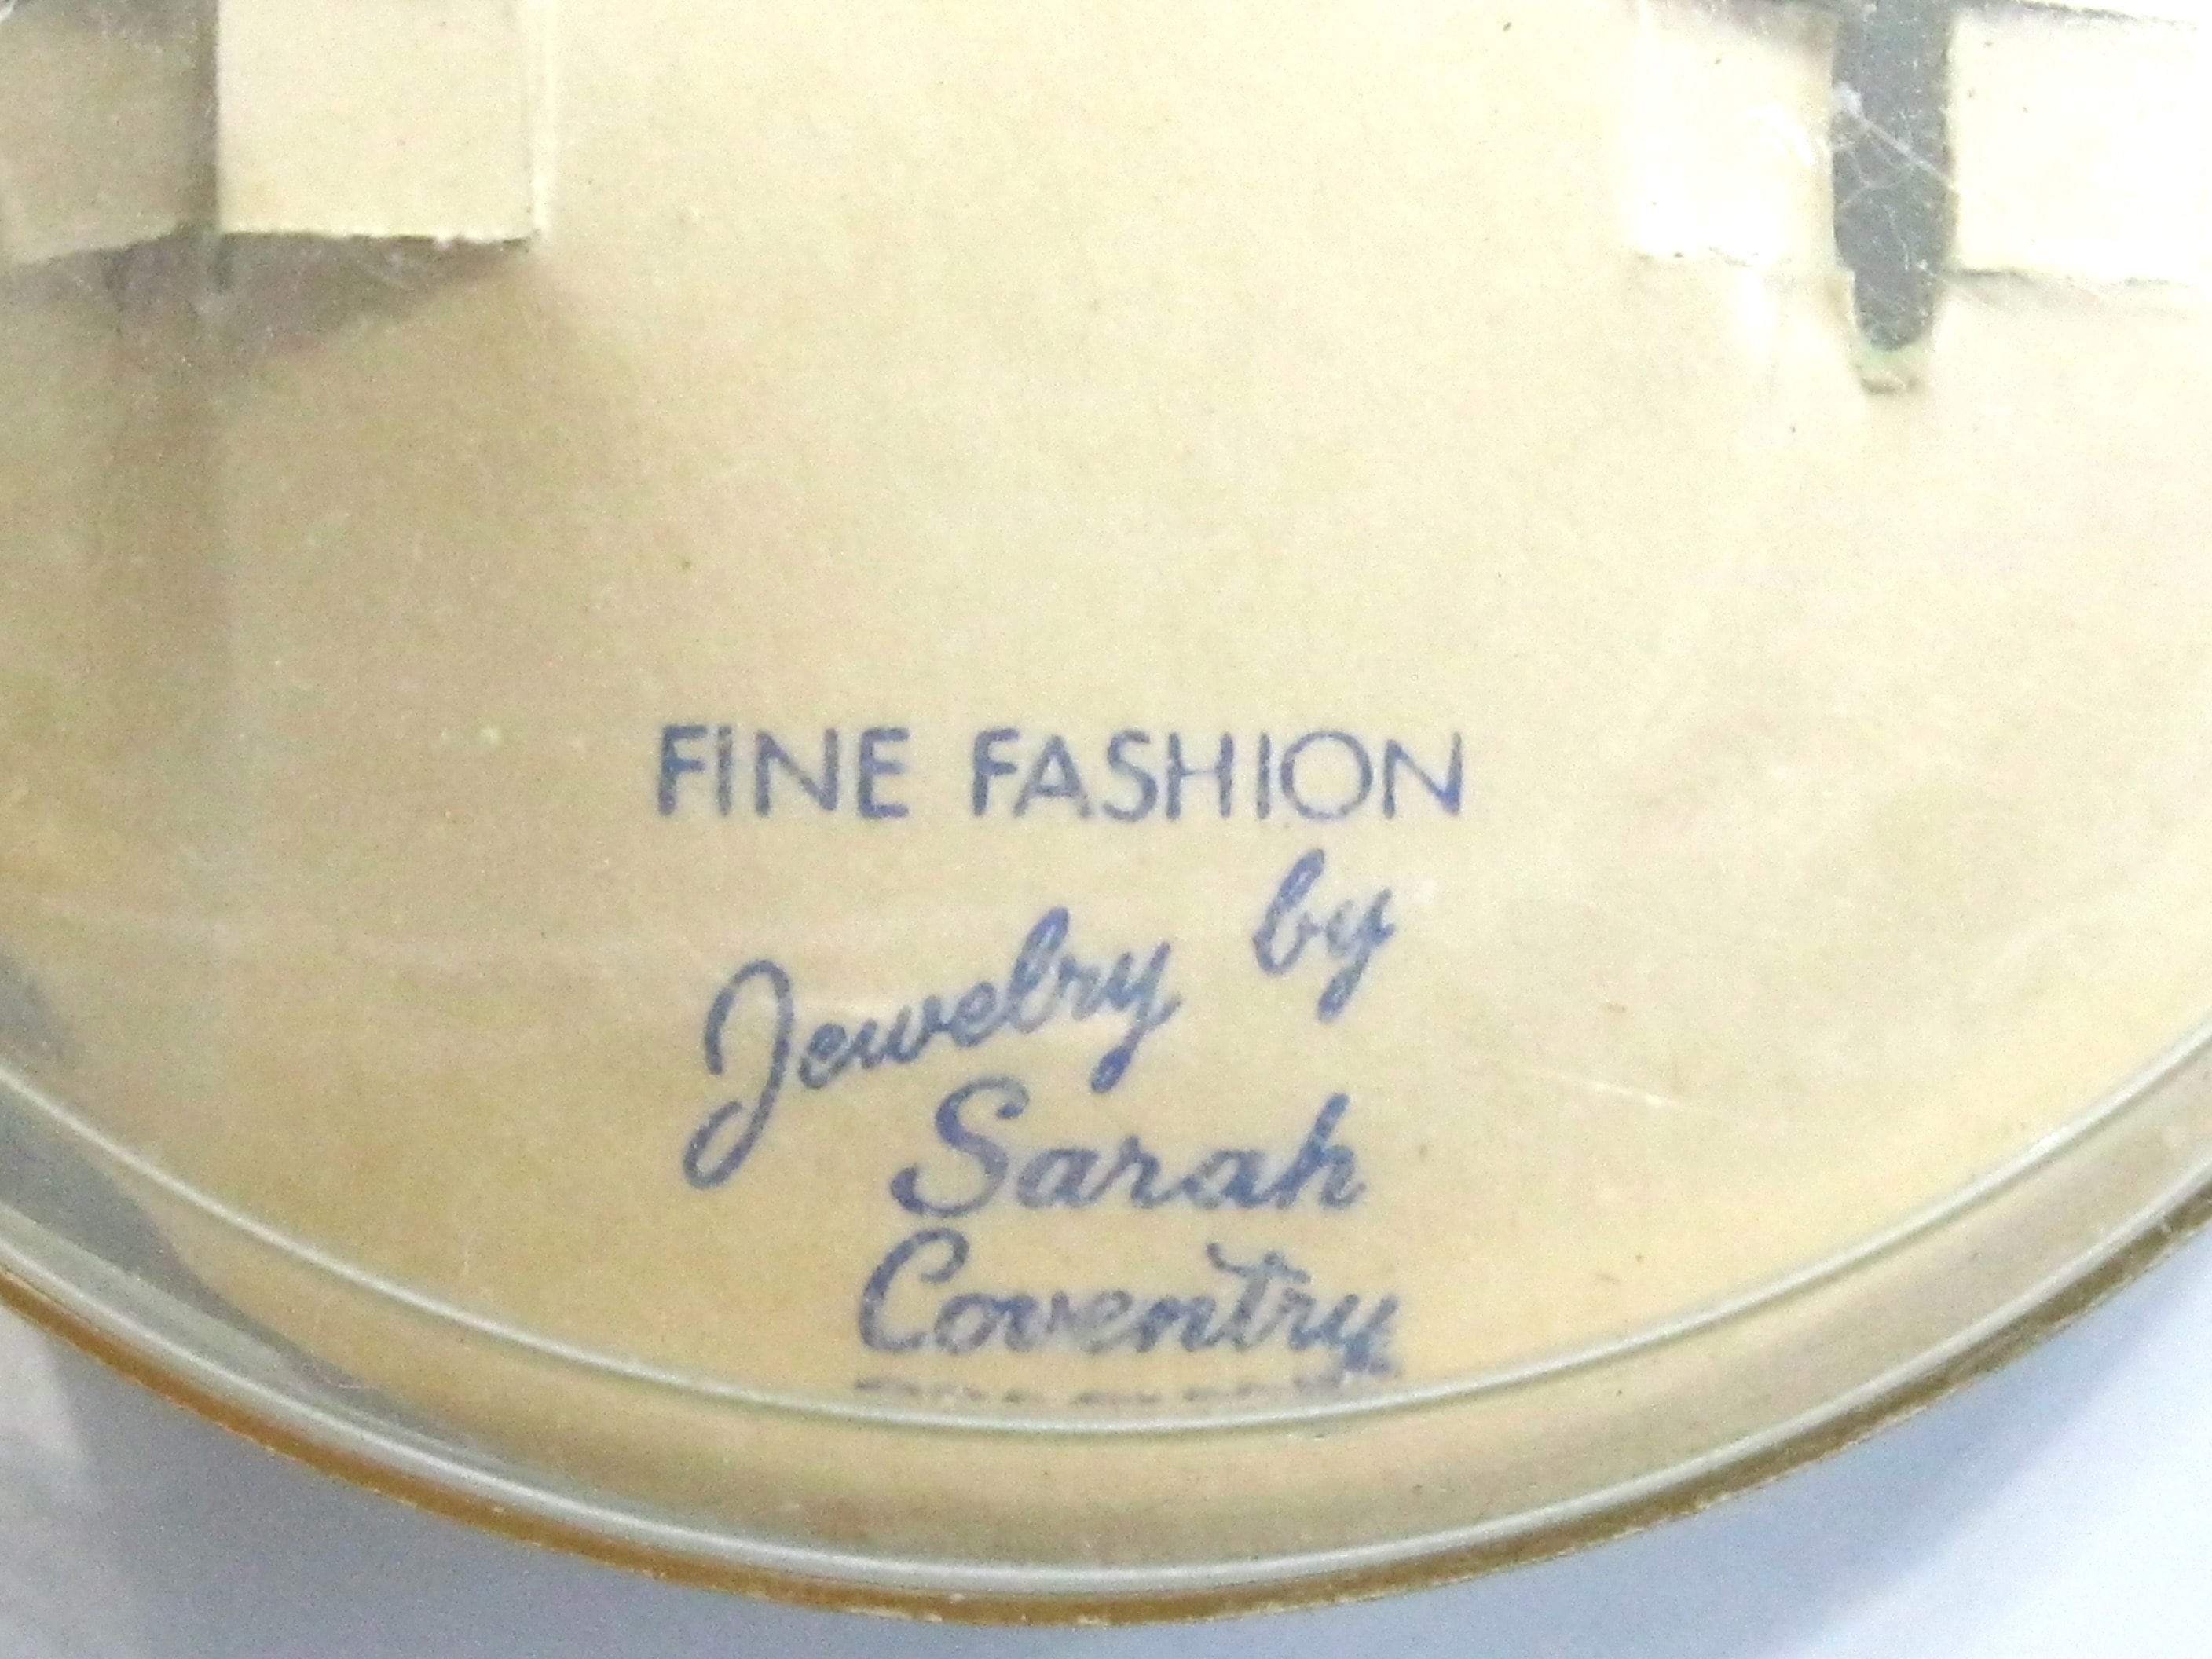 FINE FASHION
Jewelry by
Sarah
Coventry